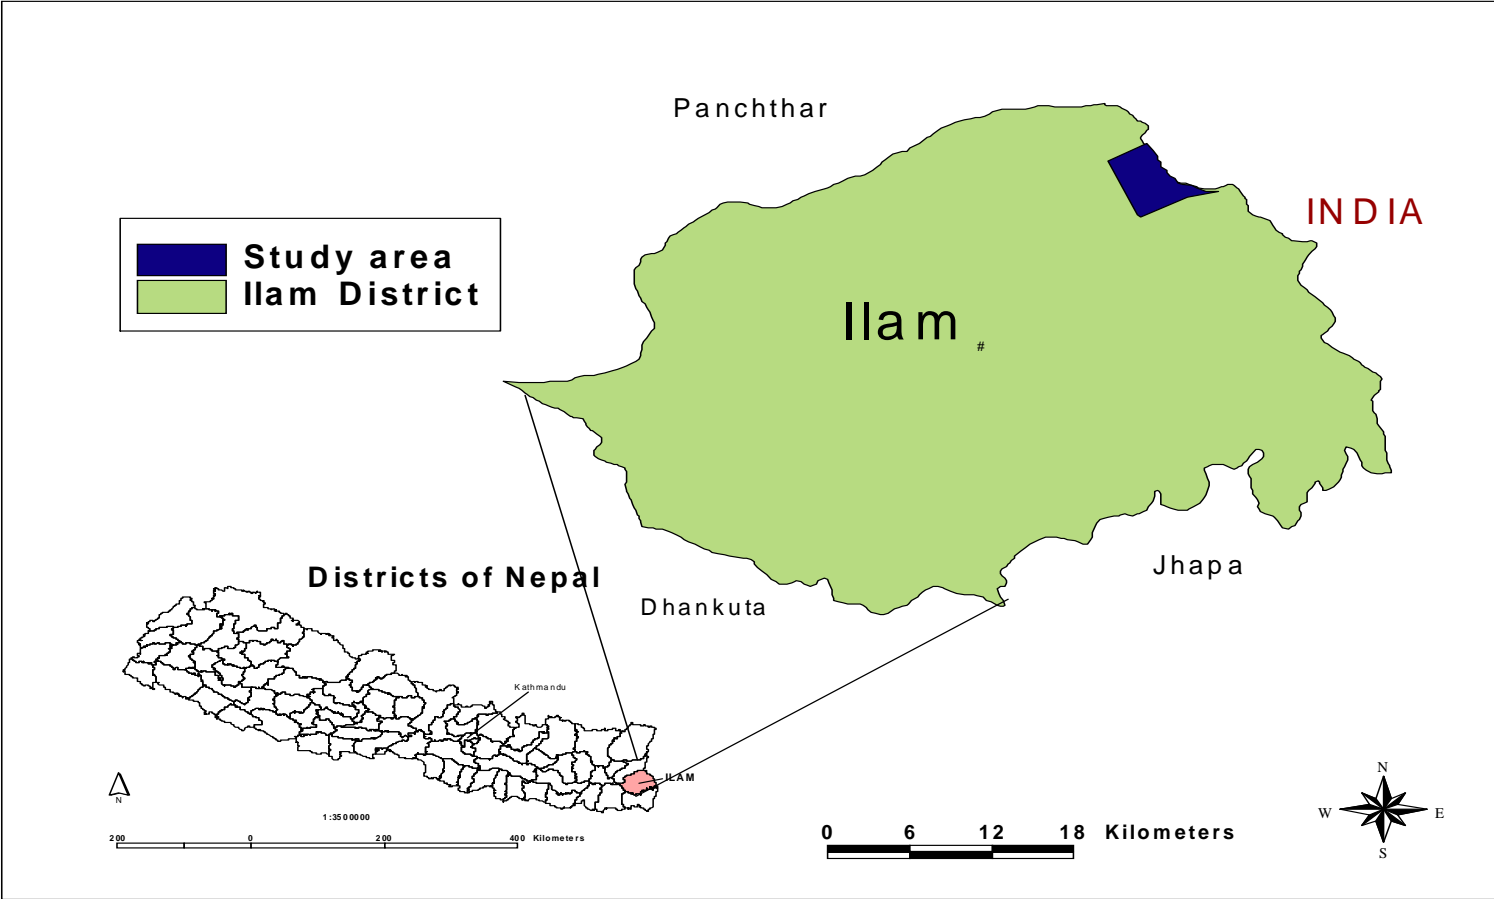 Panchthar
INDIA
Study area
Ilam District
Ilam
#
Districts of Nepal
Jhapa
Dhankuta
Kathmandu
ILAM
N
1:3500000
200 0 200 400 Kilometers
0 6 12 18 Kilometers
N
W E
S